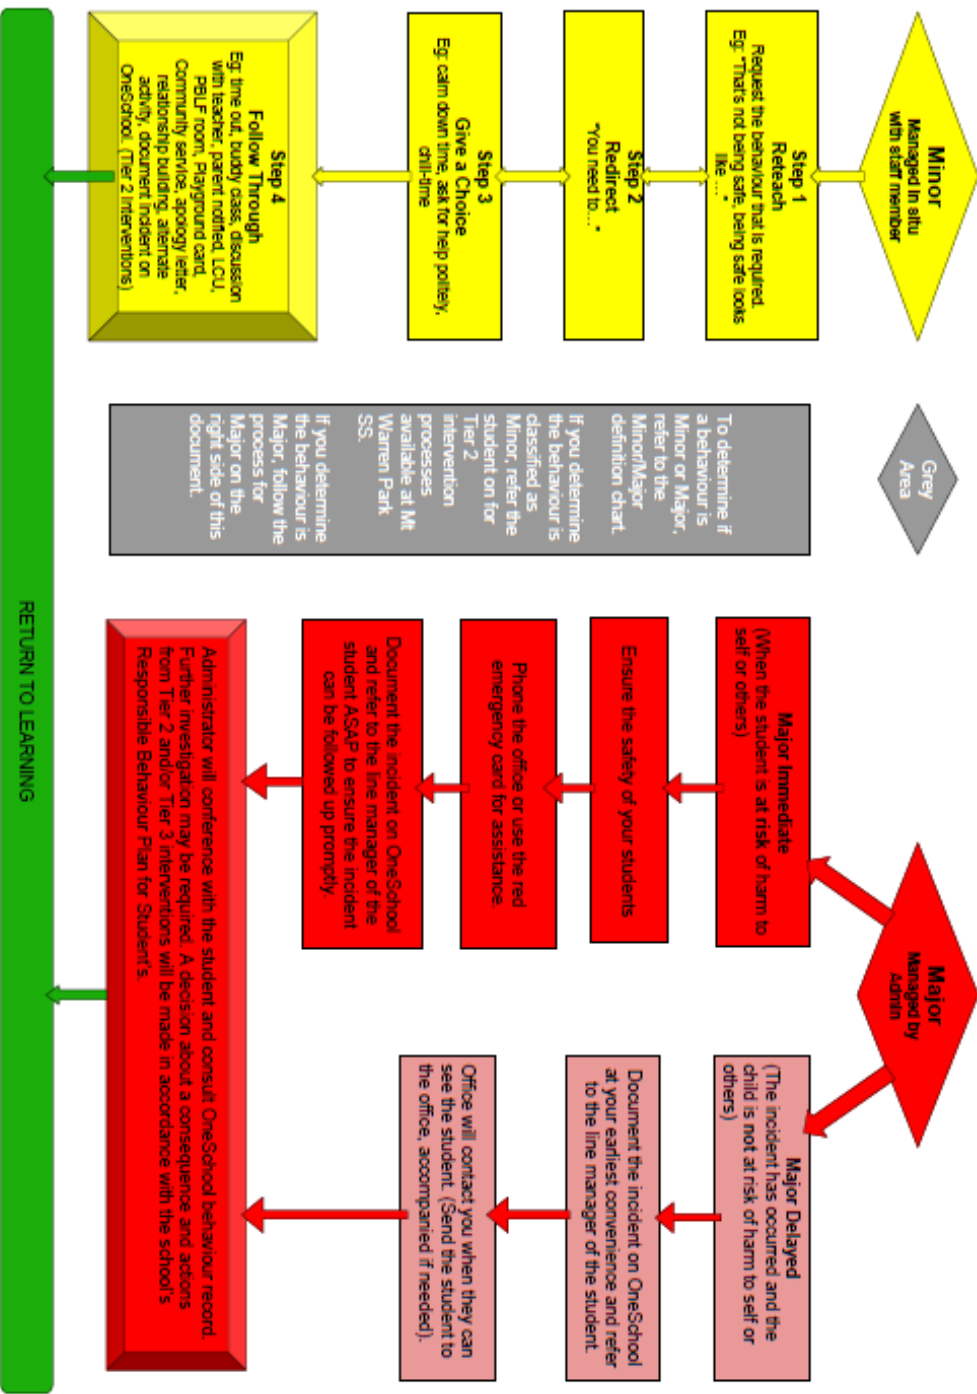 Minor
Managed in situ
with staff member
Step 1
Reteach
Request the behaviour that is required.
Eg: "That's not being safe, being safe looks
like …"
Step 2
Redirect
"You need to…"
Step 3
Give a Choice
Eg: calm down time, ask for help politely,
chill-time
Step 4
Follow Through
Eg: time out, buddy class, discussion
with teacher, parent notified, LCU,
PBLF room, Playground card,
Community service, apology letter,
relationship building, alternate
activity, document incident on
OneSchool. (Tier 2 Interventions)
Grey
Area
To determine if
a behaviour is
Minor or Major,
refer to the
Minor/Major
definition chart.
If you determine
the behaviour is
classified as
Minor, refer the
student on for
Tier 2
intervention
processes
available at Mt
Warren Park
SS.
If you determine
the behaviour is
Major, follow the
process for
Major on the
right side of this
document.
Major
Managed by
Admin
Major Immediate
(When the student is at risk of harm to
self or others)
Ensure the safety of your students
Phone the office or use the red
emergency card for assistance.
Document the incident on OneSchool
and refer to the line manager of the
student ASAP to ensure the incident
can be followed up promptly.
Major Delayed
(The incident has occurred and the
child is not at risk of harm to self or
others)
Document the incident on OneSchool
at your earliest convenience and refer
to the line manager of the student.
Office will contact you when they can
see the student. (Send the student to
the office, accompanied if needed).
Administrator will conference with the student and consult OneSchool behaviour record.
Further investigation may be required. A decision about a consequence and actions
from Tier 2 and/or Tier 3 interventions will be made in accordance with the school's
Responsible Behaviour Plan for Student's.
RETURN TO LEARNING